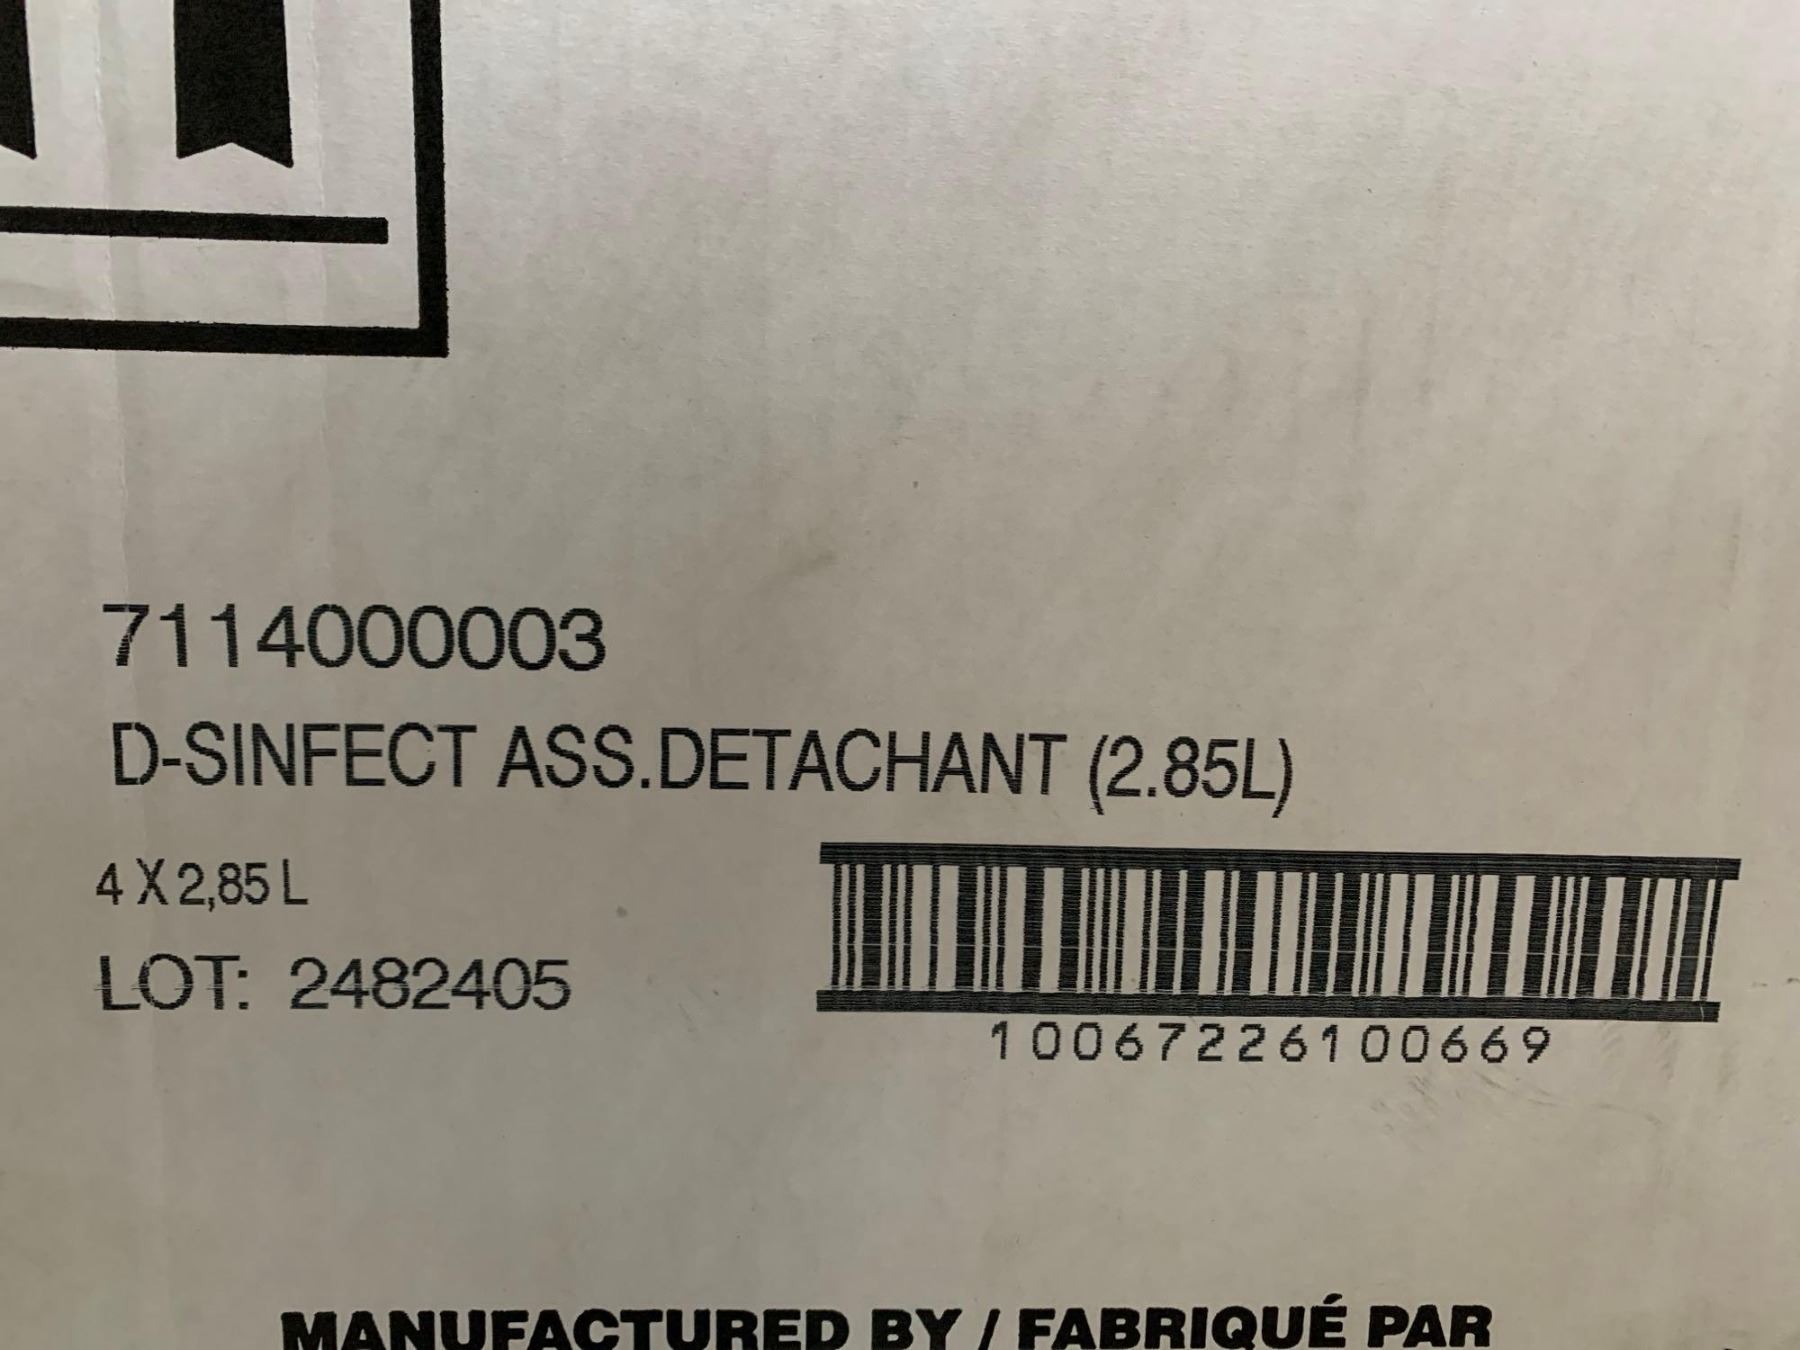 7114000003
D-SINFECT ASS.DETACHANT (2.85L)
4 X 2,85 L
LOT: 2482405
10067226100669
MANUFACTURED BY / FABRIQUÉ PAR